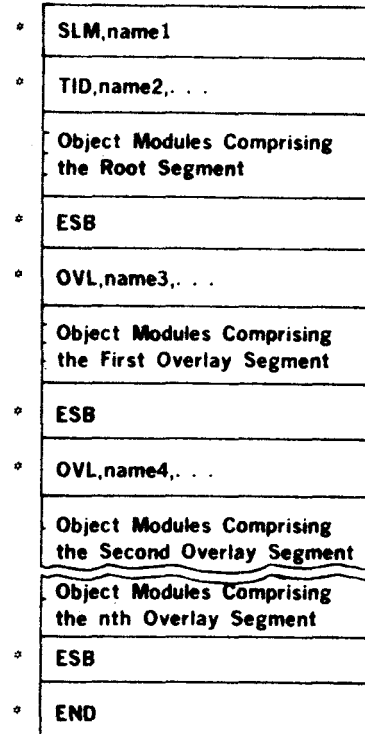 * SLM,name1
* TID,name2,. . .
Object Modules Comprising
the Root Segment
* ESB
* OVL,name3,. . .
Object Modules Comprising
the First Overlay Segment
* ESB
* OVL,name4,. . .
Object Modules Comprising
the Second Overlay Segment
Object Modules Comprising
the nth Overlay Segment
* ESB
* END